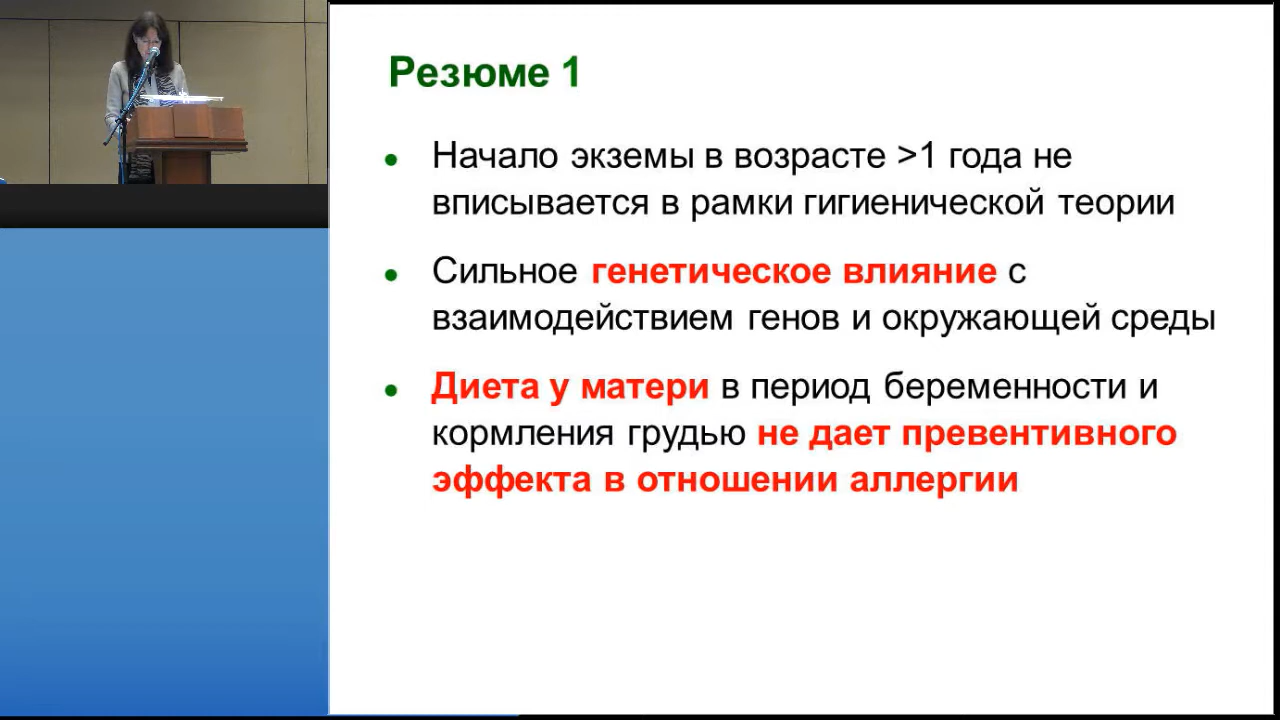 Резюме 1
• Начало экземы в возрасте >1 года не
вписывается в рамки гигиенической теории
• Сильное генетическое влияние с
взаимодействием генов и окружающей среды
• Диета у матери в период беременности и
кормления грудью не дает превентивного
эффекта в отношении аллергии